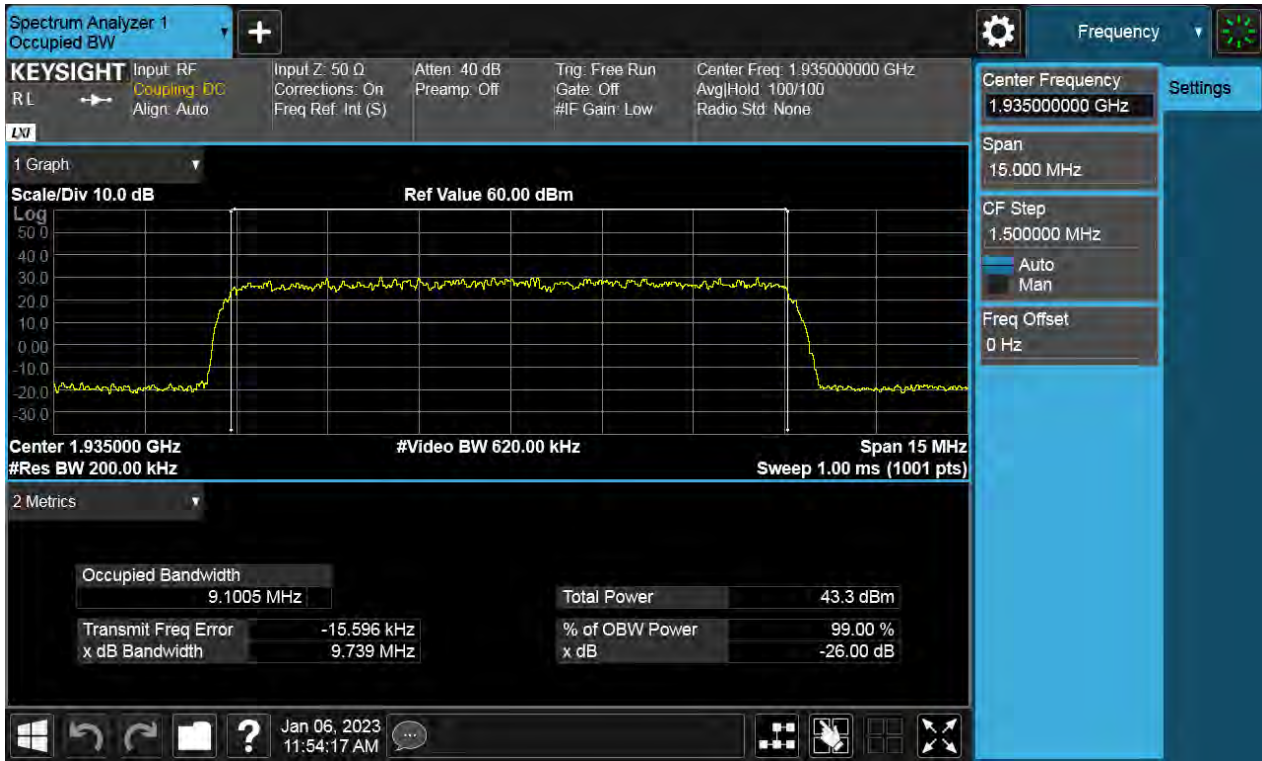 Spectrum Analyzer 1
Occupied BW
Frequency
KEYSIGHT
RL
LXI
Input: RF
Coupling: DC
Align: Auto
Input Z: 50 Ω
Corrections: On
Freq Ref: Int (S)
Atten: 40 dB
Preamp: Off
Trig: Free Run
Gate: Off
#IF Gain: Low
Center Freq: 1.935000000 GHz
Avg|Hold: 100/100
Radio Std: None
Center Frequency
1.935000000 GHz
Settings
Span
15.000 MHz
CF Step
1.500000 MHz
Auto
Man
Freq Offset
0 Hz
1 Graph
Scale/Div 10.0 dB
Ref Value 60.00 dBm
Log
50.0
40.0
30.0
20.0
10.0
0.00
-10.0
-20.0
-30.0
Center 1.935000 GHz
#Video BW 620.00 kHz
Span 15 MHz
#Res BW 200.00 kHz
Sweep 1.00 ms (1001 pts)
2 Metrics
Occupied Bandwidth
9.1005 MHz
Total Power 43.3 dBm
Transmit Freq Error -15.596 kHz
% of OBW Power 99.00 %
x dB Bandwidth 9.739 MHz
x dB -26.00 dB
?
Jan 06, 2023
11:54:17 AM